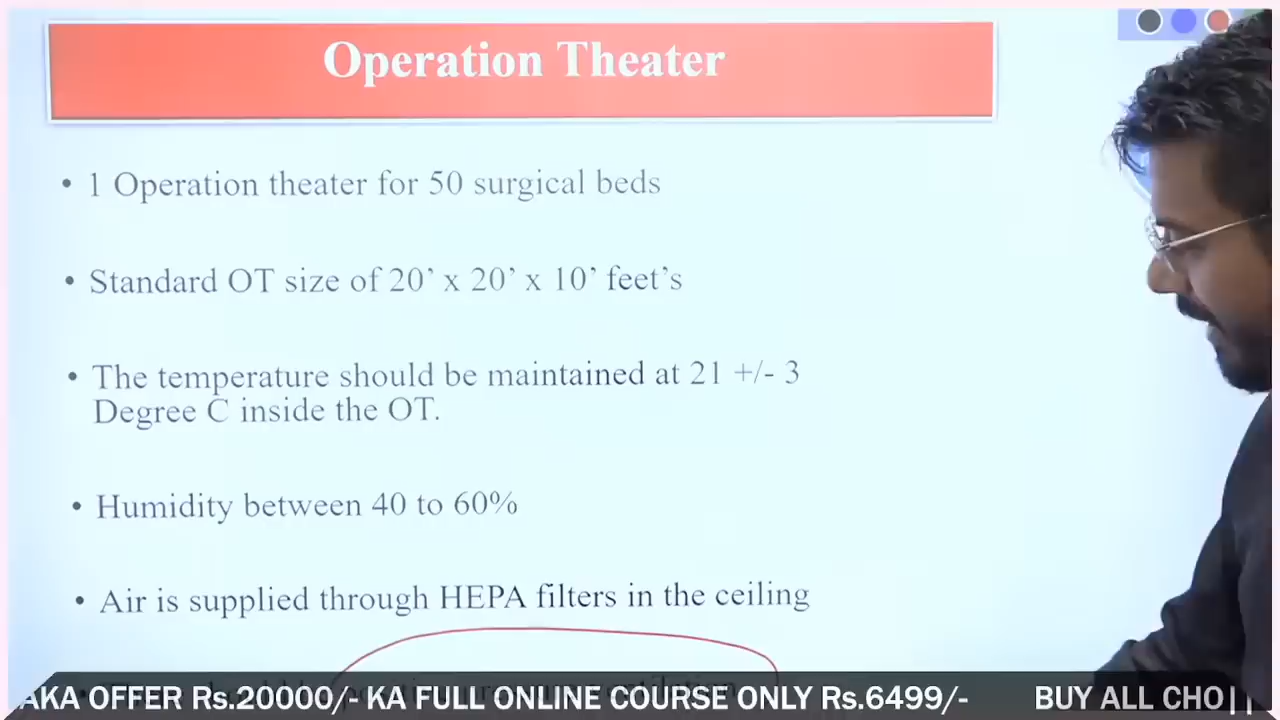 Operation Theater
• 1 Operation theater for 50 surgical beds
• Standard OT size of 20’ x 20’ x 10’ feet’s
• The temperature should be maintained at 21 +/- 3
Degree C inside the OT.
• Humidity between 40 to 60%
• Air is supplied through HEPA filters in the ceiling
AKA OFFER Rs.20000/- KA FULL ONLINE COURSE ONLY Rs.6499/- BUY ALL CHO||